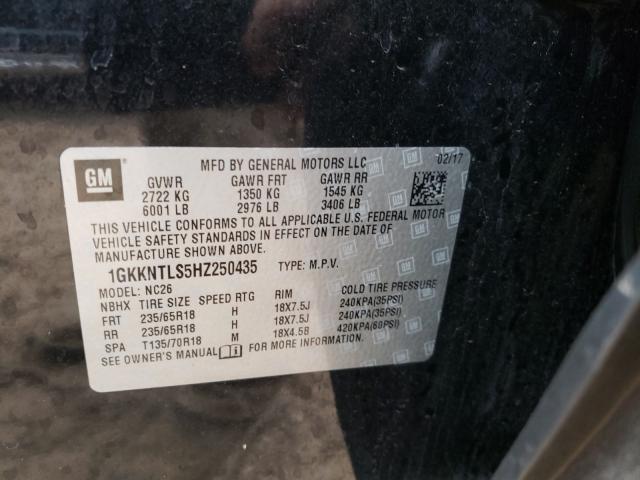 GM
MFD BY GENERAL MOTORS LLC 02/17
GVWR GAWR FRT GAWR RR
2722 KG 1350 KG 1545 KG
6001 LB 2976 LB 3406 LB
THIS VEHICLE CONFORMS TO ALL APPLICABLE U.S. FEDERAL MOTOR
VEHICLE SAFETY STANDARDS IN EFFECT ON THE DATE OF
MANUFACTURE SHOWN ABOVE.
1GKKNTLS5HZ250435 TYPE: M.P.V.
MODEL: NC26
NBHX TIRE SIZE SPEED RTG RIM COLD TIRE PRESSURE
FRT 235/65R18 H 18X7.5J 240KPA(35PSI)
RR 235/65R18 H 18X7.5J 240KPA(35PSI)
SPA T135/70R18 M 18X4.5B 420KPA(60PSI)
SEE OWNER'S MANUAL FOR MORE INFORMATION.